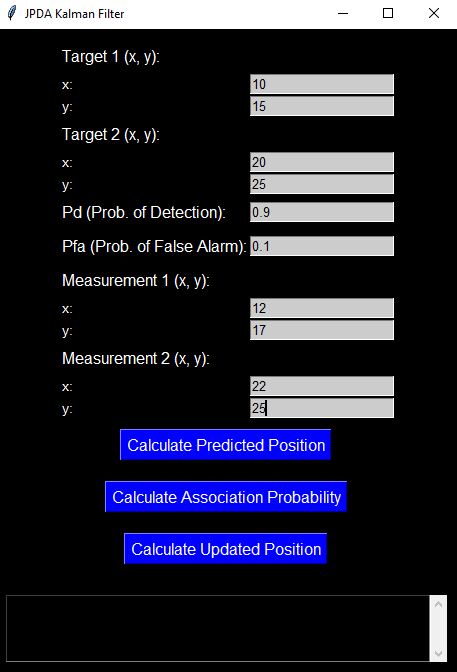 JPDA Kalman Filter
Target 1 (x, y):
x: 10
y: 15
Target 2 (x, y):
x: 20
y: 25
Pd (Prob. of Detection): 0.9
Pfa (Prob. of False Alarm): 0.1
Measurement 1 (x, y):
x: 12
y: 17
Measurement 2 (x, y):
x: 22
y: 25
Calculate Predicted Position
Calculate Association Probability
Calculate Updated Position